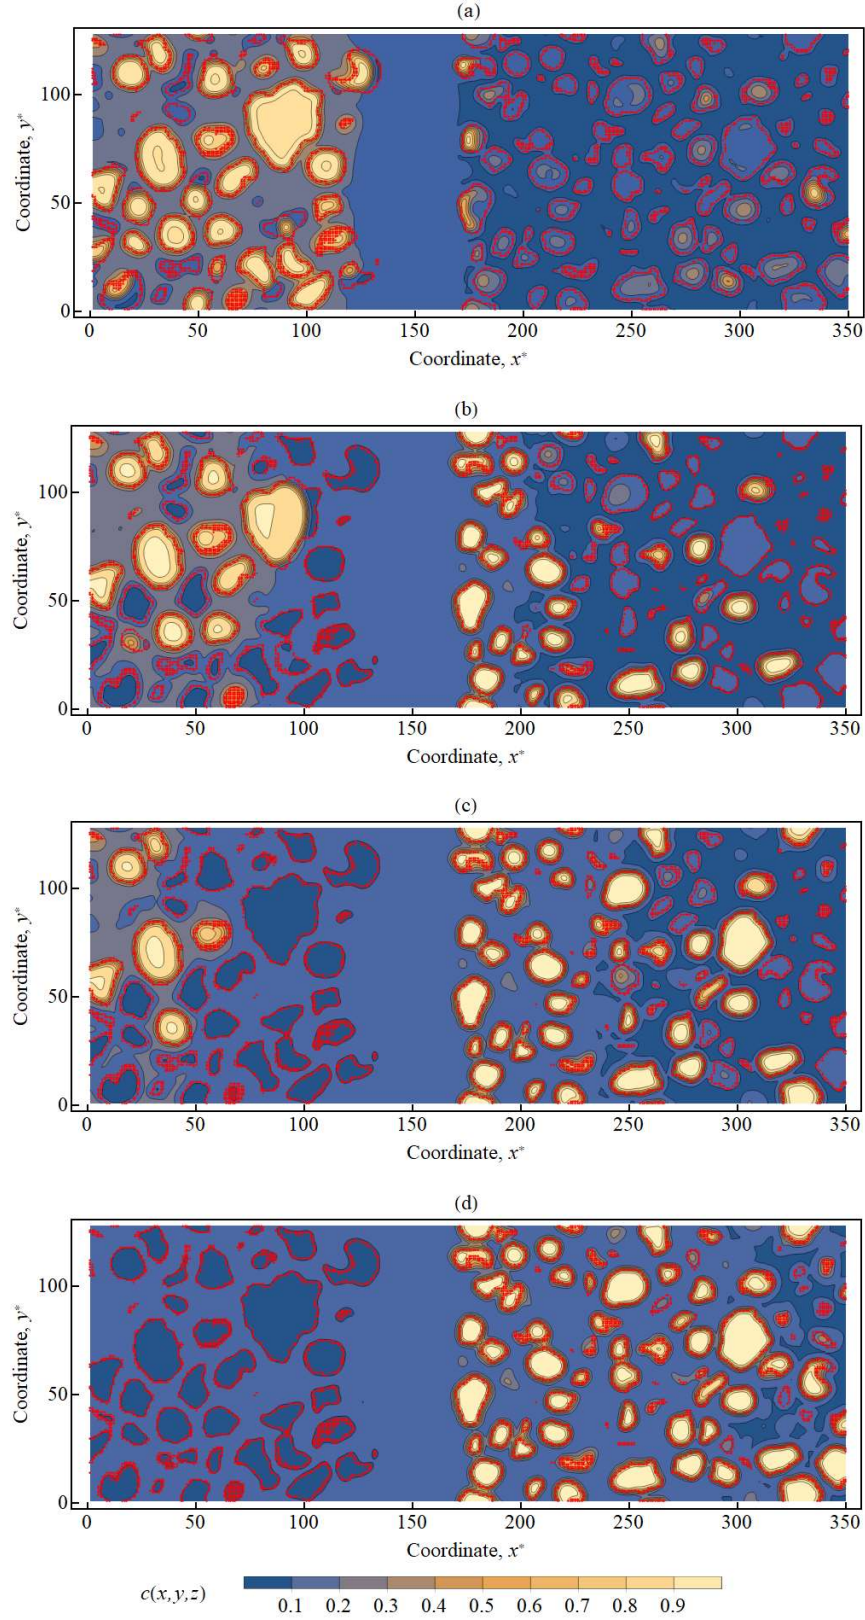 (a)
100
50
0
Coordinate, y*
0 50 100 150 200 250 300 350
Coordinate, x*
(b)
100
50
0
Coordinate, y*
0 50 100 150 200 250 300 350
Coordinate, x*
(c)
100
50
0
Coordinate, y*
0 50 100 150 200 250 300 350
Coordinate, x*
(d)
100
50
0
Coordinate, y*
0 50 100 150 200 250 300 350
Coordinate, x*
c(x,y,z)
0.1 0.2 0.3 0.4 0.5 0.6 0.7 0.8 0.9